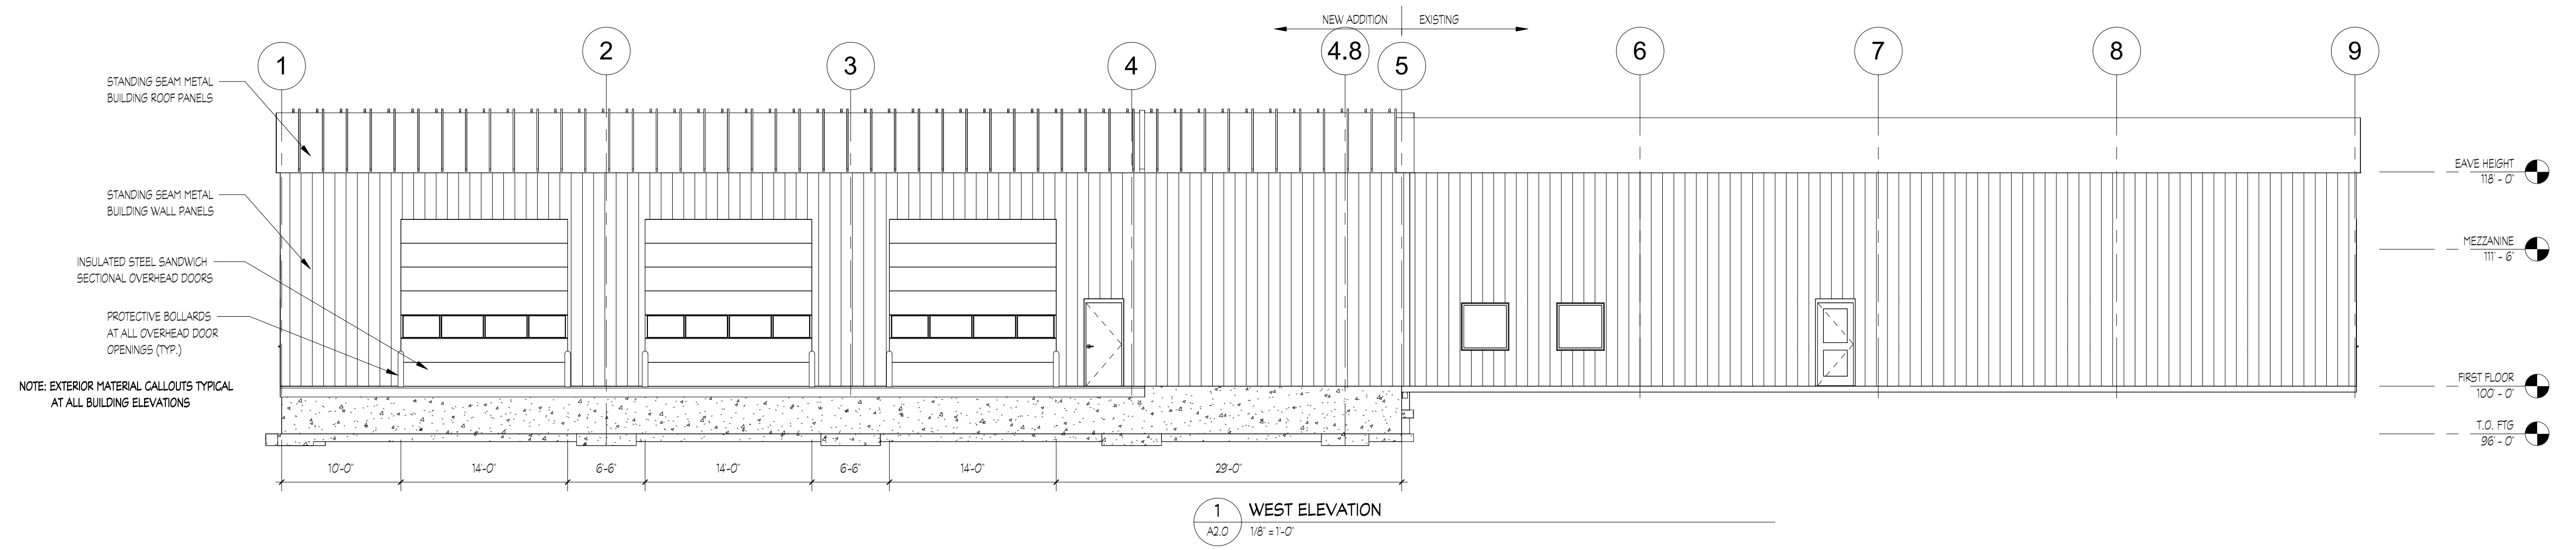 NEW ADDITION
EXISTING
1
2
3
4
4.8
5
6
7
8
9
STANDING SEAM METAL
BUILDING ROOF PANELS
STANDING SEAM METAL
BUILDING WALL PANELS
INSULATED STEEL SANDWICH
SECTIONAL OVERHEAD DOORS
PROTECTIVE BOLLARDS
AT ALL OVERHEAD DOOR
OPENINGS (TYP.)
NOTE: EXTERIOR MATERIAL CALLOUTS TYPICAL
AT ALL BUILDING ELEVATIONS
EAVE HEIGHT
118' - 0"
MEZZANINE
111' - 6"
FIRST FLOOR
100' - 0"
T.O. FTG
96' - 0"
10'-0"
14'-0"
6'-6"
14'-0"
6'-6"
14'-0"
29'-0"
1
A2.0
WEST ELEVATION
1/8" = 1'-0"